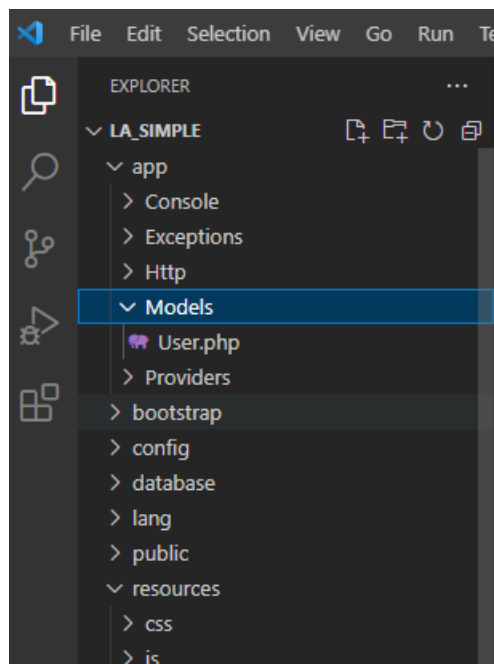 File Edit Selection View Go Run Te
EXPLORER
LA_SIMPLE
app
Console
Exceptions
Http
Models
User.php
Providers
bootstrap
config
database
lang
public
resources
css
js